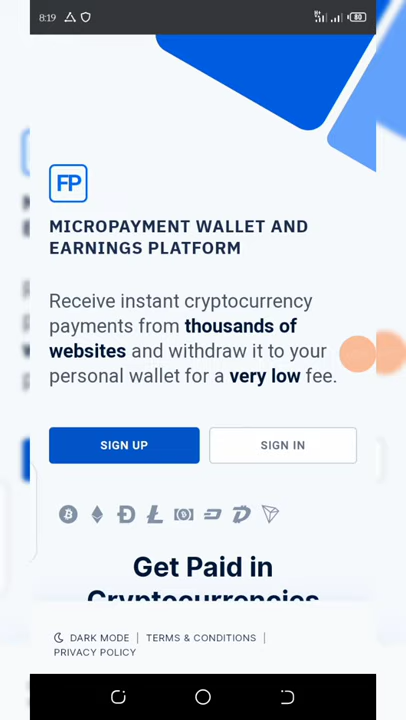 8:19
80
FP
MICROPAYMENT WALLET AND
EARNINGS PLATFORM
Receive instant cryptocurrency
payments from thousands of
websites and withdraw it to your
personal wallet for a very low fee.
SIGN UP SIGN IN
Get Paid in
Cryptocurrencies
DARK MODE | TERMS & CONDITIONS |
PRIVACY POLICY